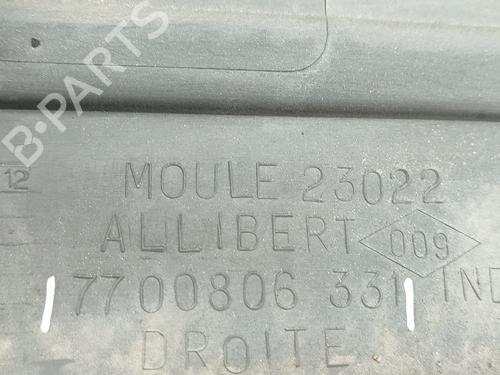 B-PARTS
12
MOULE 23022
ALLIBERT 009
7700806 331 IND
DROITE